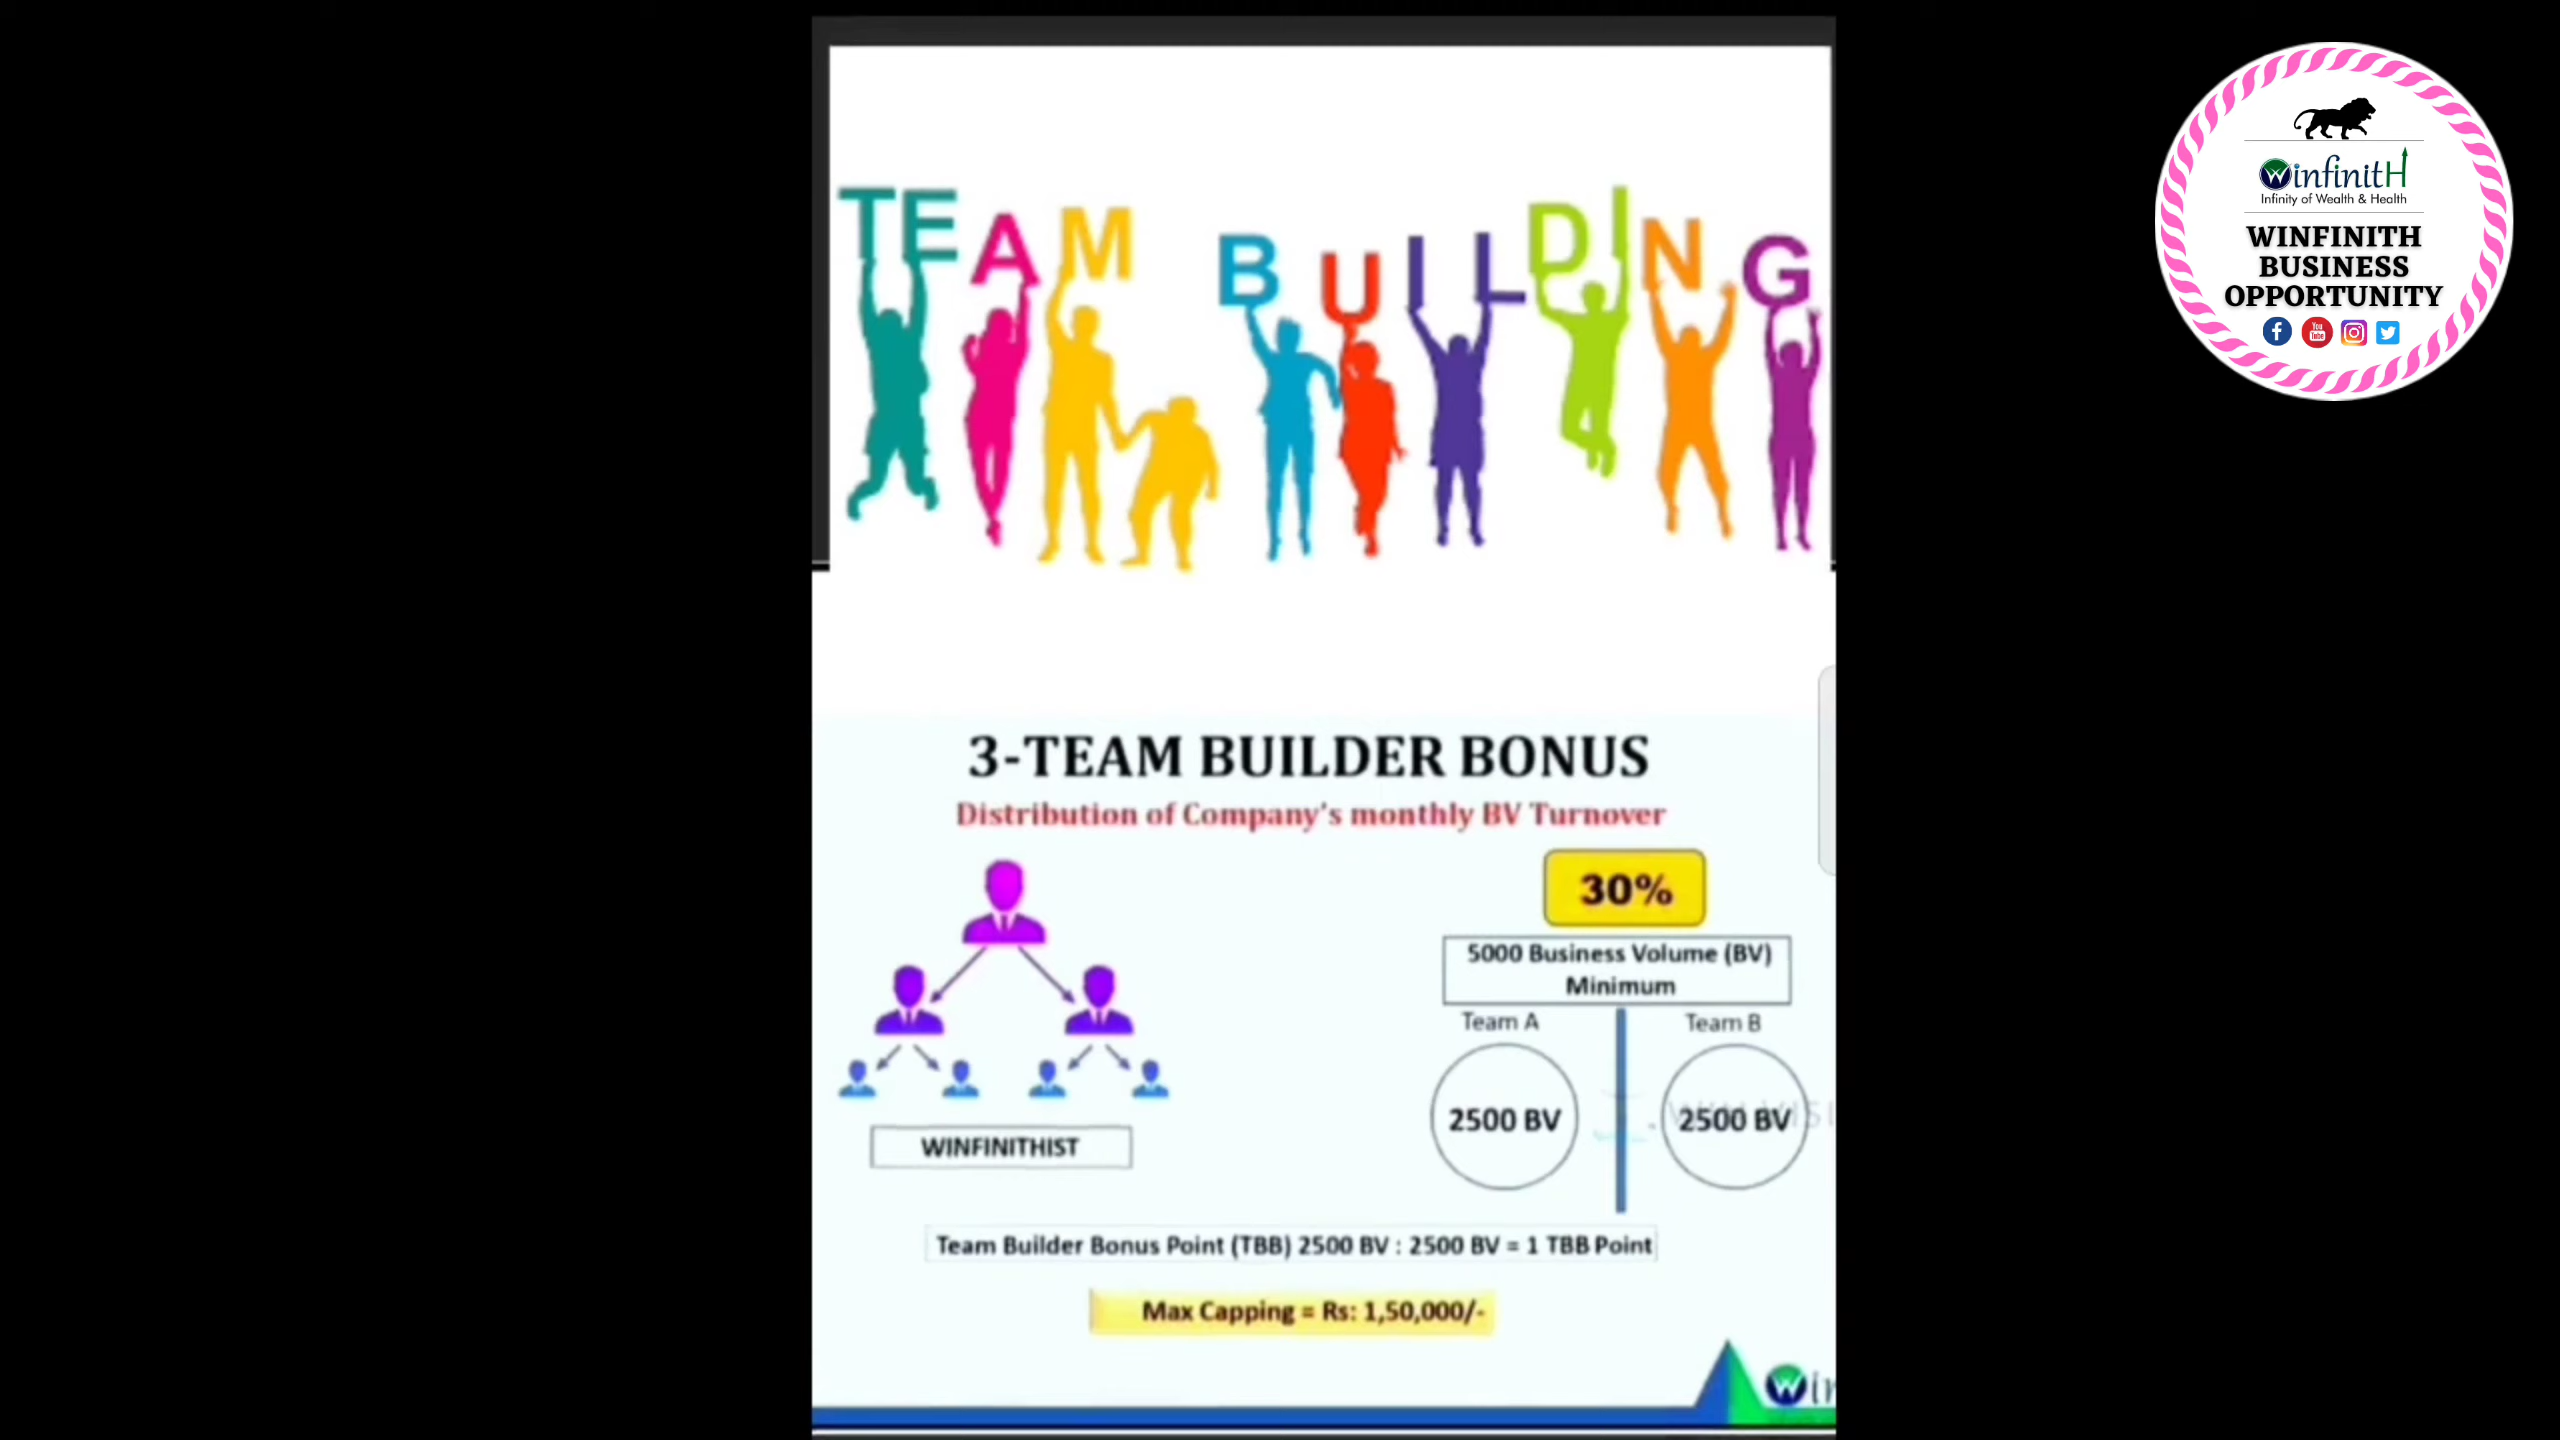 TEAM BUILDING
WinfinitH
Infinity of Wealth & Health
WINFINITH
BUSINESS
OPPORTUNITY
You
Tube
3-TEAM BUILDER BONUS
Distribution of Company's monthly BV Turnover
30%
5000 Business Volume (BV)
Minimum
Team A
Team B
2500 BV
2500 BV
WINFINITHIST
Team Builder Bonus Point (TBB) 2500 BV : 2500 BV = 1 TBB Point
Max Capping = Rs: 1,50,000/-